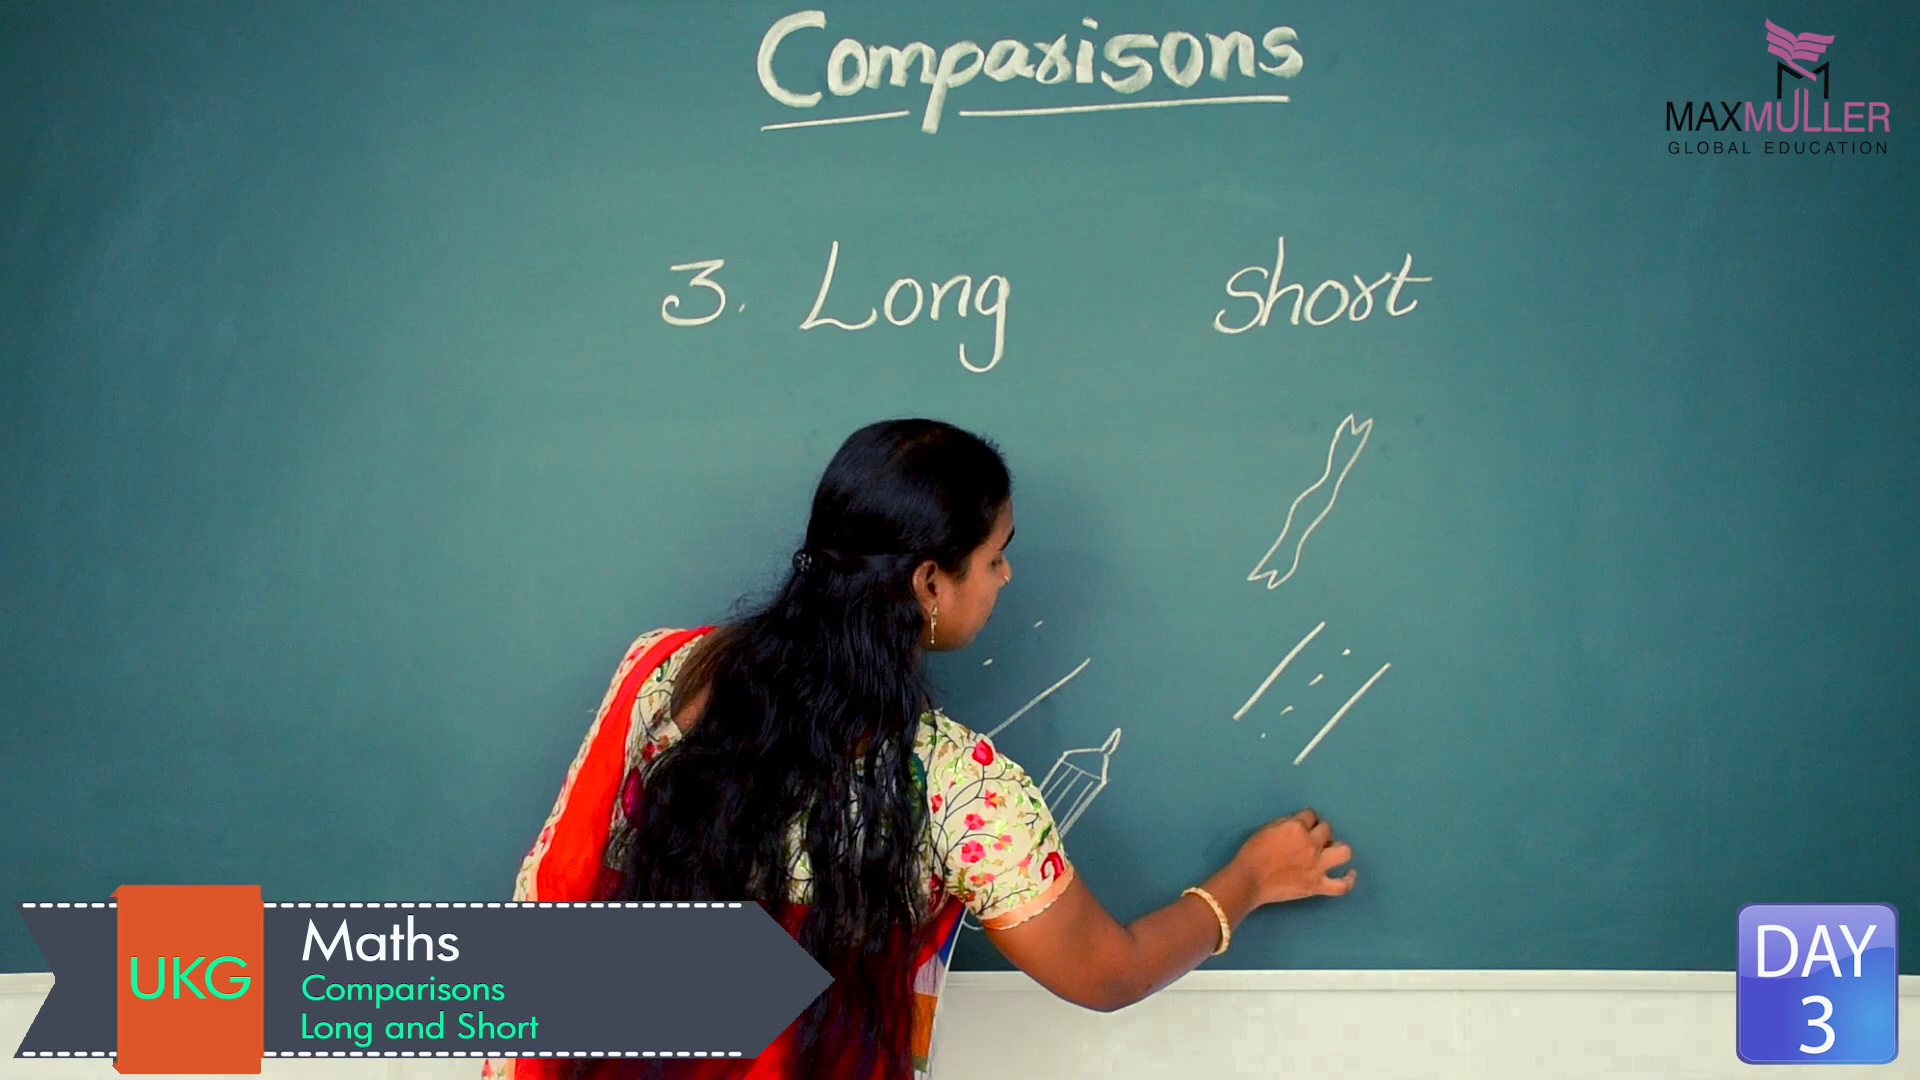 Comparisons
MAXMULLER
GLOBAL EDUCATION
3. Long short
UKG
Maths
Comparisons
Long and Short
DAY
3